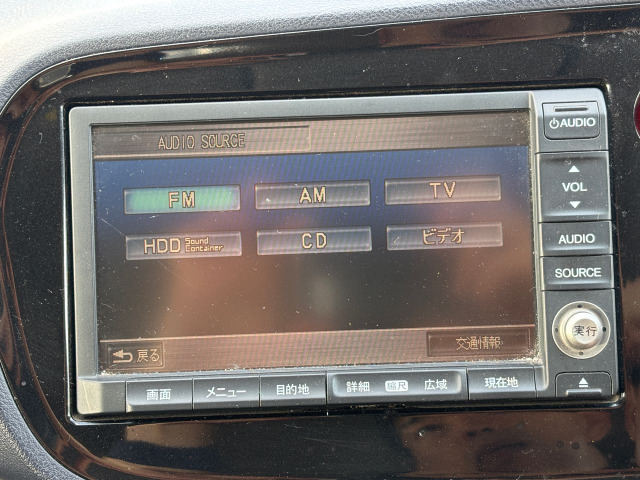 AUDIO SOURCE
FM AM TV
HDD Sound Container CD ビデオ
戻る 交通情報
画面 メニュー 目的地 詳細 縮尺 広域 現在地
AUDIO
VOL
AUDIO
SOURCE
実行